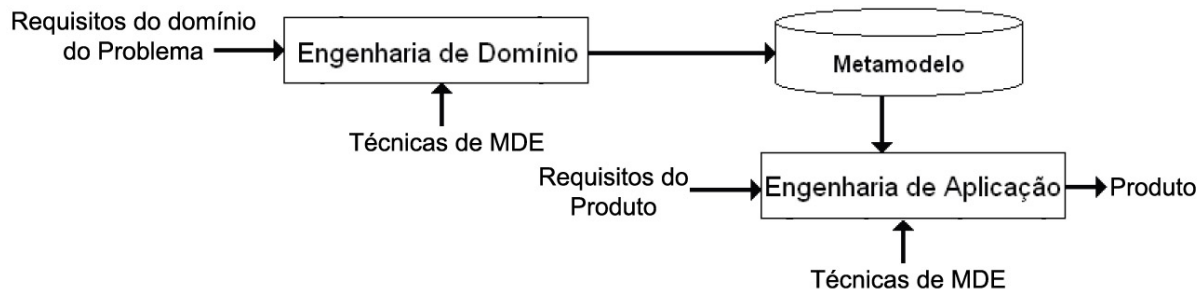 Requisitos do domínio
do Problema
Engenharia de Domínio
Metamodelo
Técnicas de MDE
Requisitos do
Produto
Engenharia de Aplicação
Produto
Técnicas de MDE